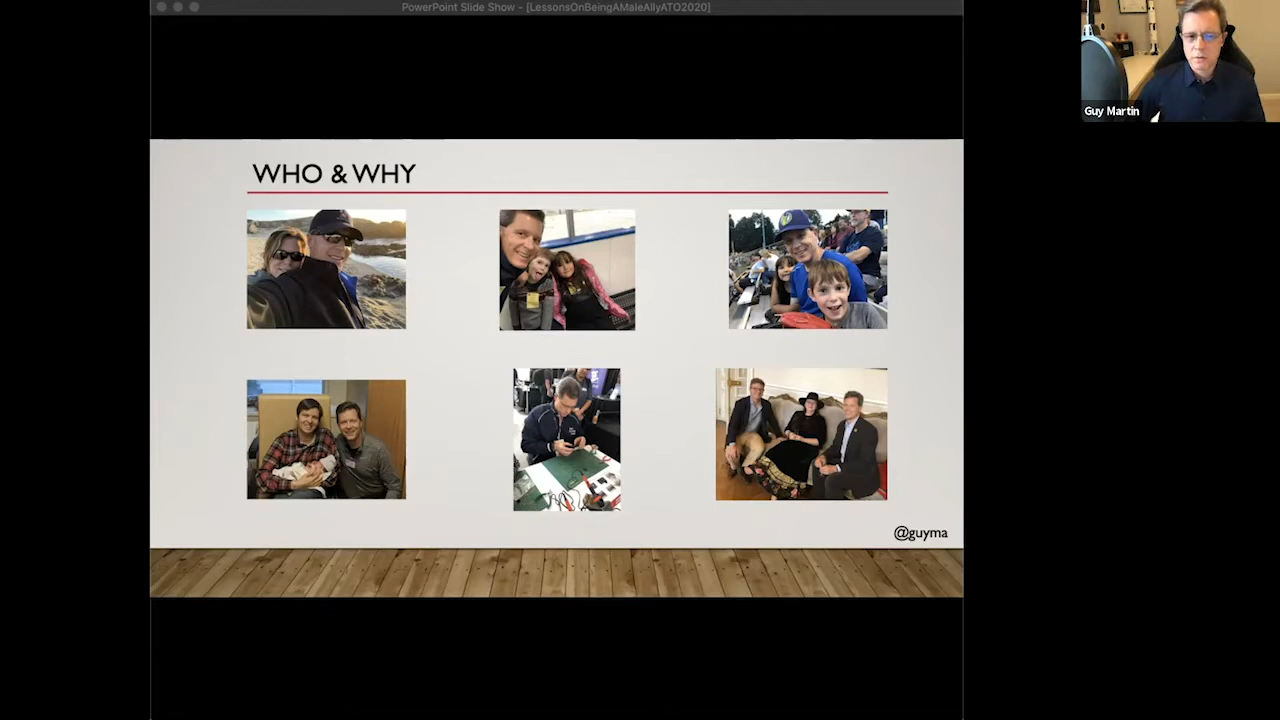 PowerPoint Slide Show - [LessonsOnBeingAMaleAllyATO2020]
Guy Martin
WHO & WHY
@guyma